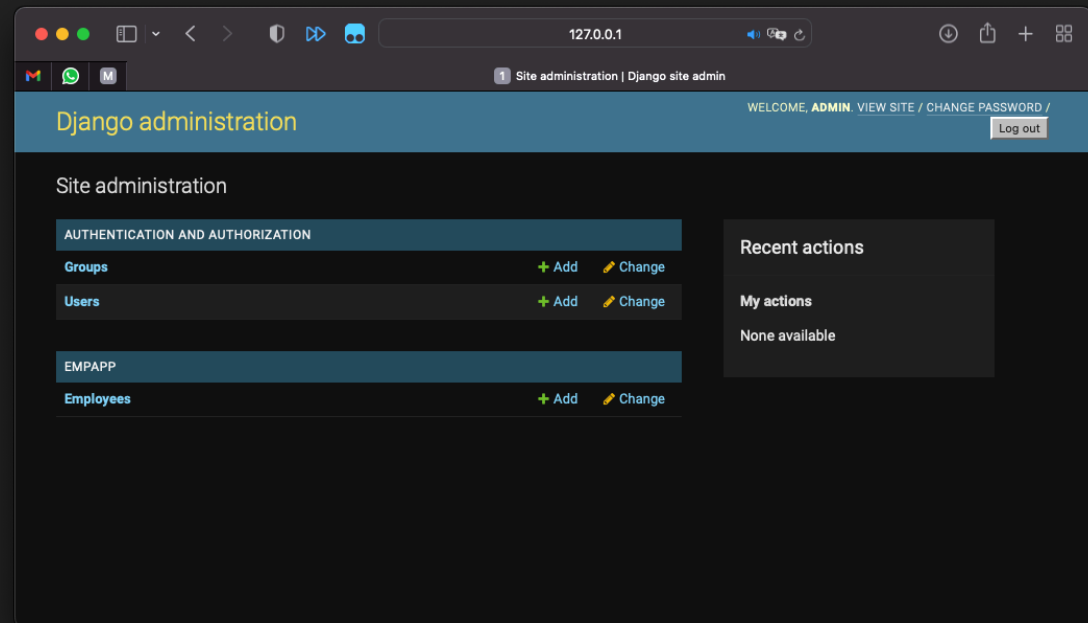 127.0.0.1
M
1 Site administration | Django site admin
Django administration
WELCOME, ADMIN. VIEW SITE / CHANGE PASSWORD /
Log out
Site administration
AUTHENTICATION AND AUTHORIZATION
Groups + Add Change
Users + Add Change
EMPAPP
Employees + Add Change
Recent actions
My actions
None available